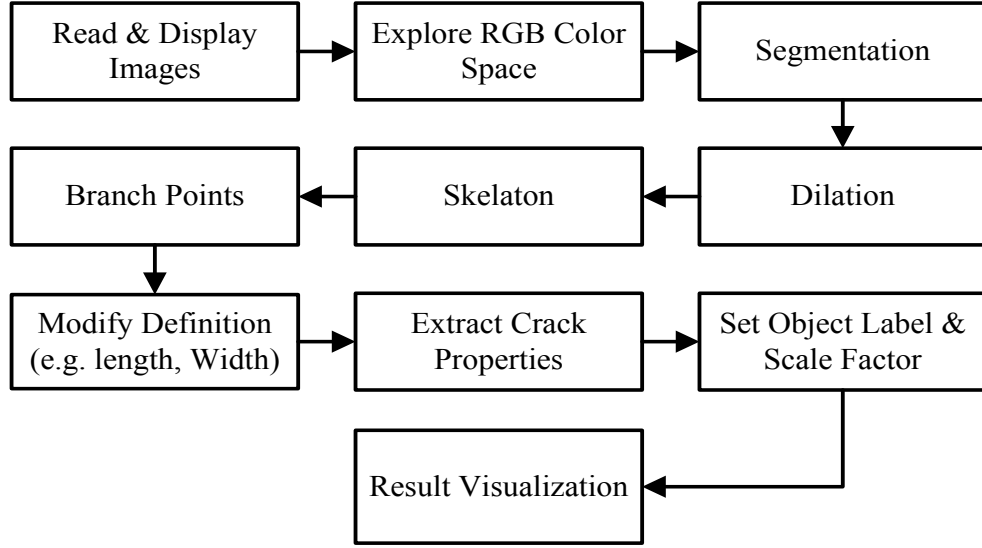 Read & Display
Images
Explore RGB Color
Space
Segmentation
Branch Points
Skelaton
Dilation
Modify Definition
(e.g. length, Width)
Extract Crack
Properties
Set Object Label &
Scale Factor
Result Visualization